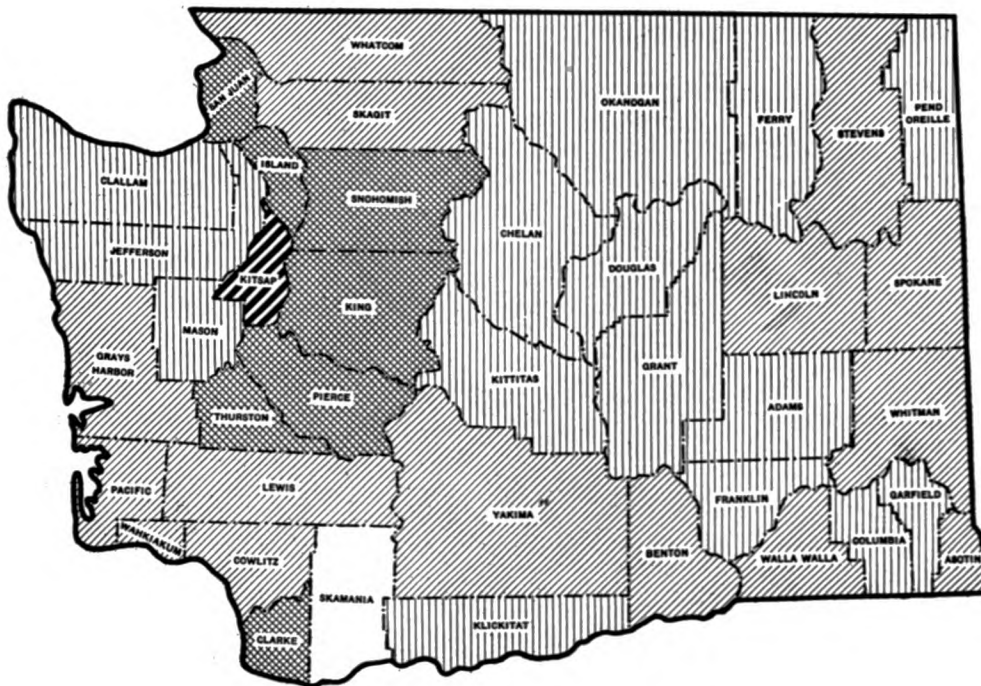 WHATCOM
SAN JUAN
SKAGIT
OKANOGAN
FERRY
STEVENS
PEND
OREILLE
ISLAND
CLALLAM
SNOHOMISH
CHELAN
JEFFERSON
KITSAP
DOUGLAS
LINCOLN
SPOKANE
KING
MASON
GRAYS
HARBOR
KITTITAS
GRANT
PIERCE
THURSTON
ADAMS
WHITMAN
PACIFIC
LEWIS
YAKIMA
FRANKLIN
GARFIELD
WAHKIAKUM
COWLITZ
BENTON
WALLA WALLA
COLUMBIA
ASOTIN
SKAMANIA
KLICKITAT
CLARKE